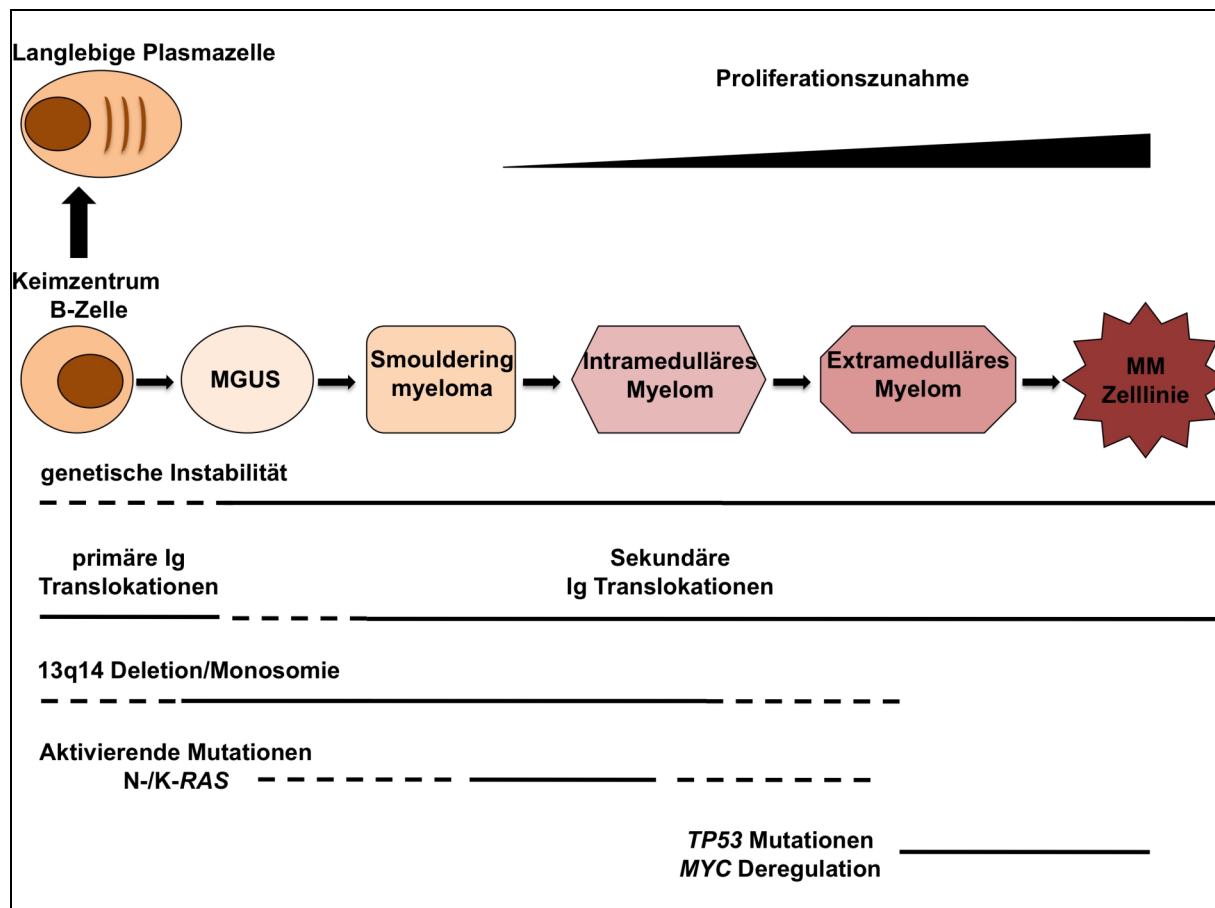 Langlebige Plasmazelle
Proliferationszunahme
Keimzentrum
B-Zelle
MGUS
Smouldering
myeloma
Intramedulläres
Myelom
Extramedulläres
Myelom
MM
Zelllinie
genetische Instabilität
primäre Ig
Translokationen
Sekundäre
Ig Translokationen
13q14 Deletion/Monosomie
Aktivierende Mutationen
N-/K-RAS
TP53 Mutationen
MYC Deregulation